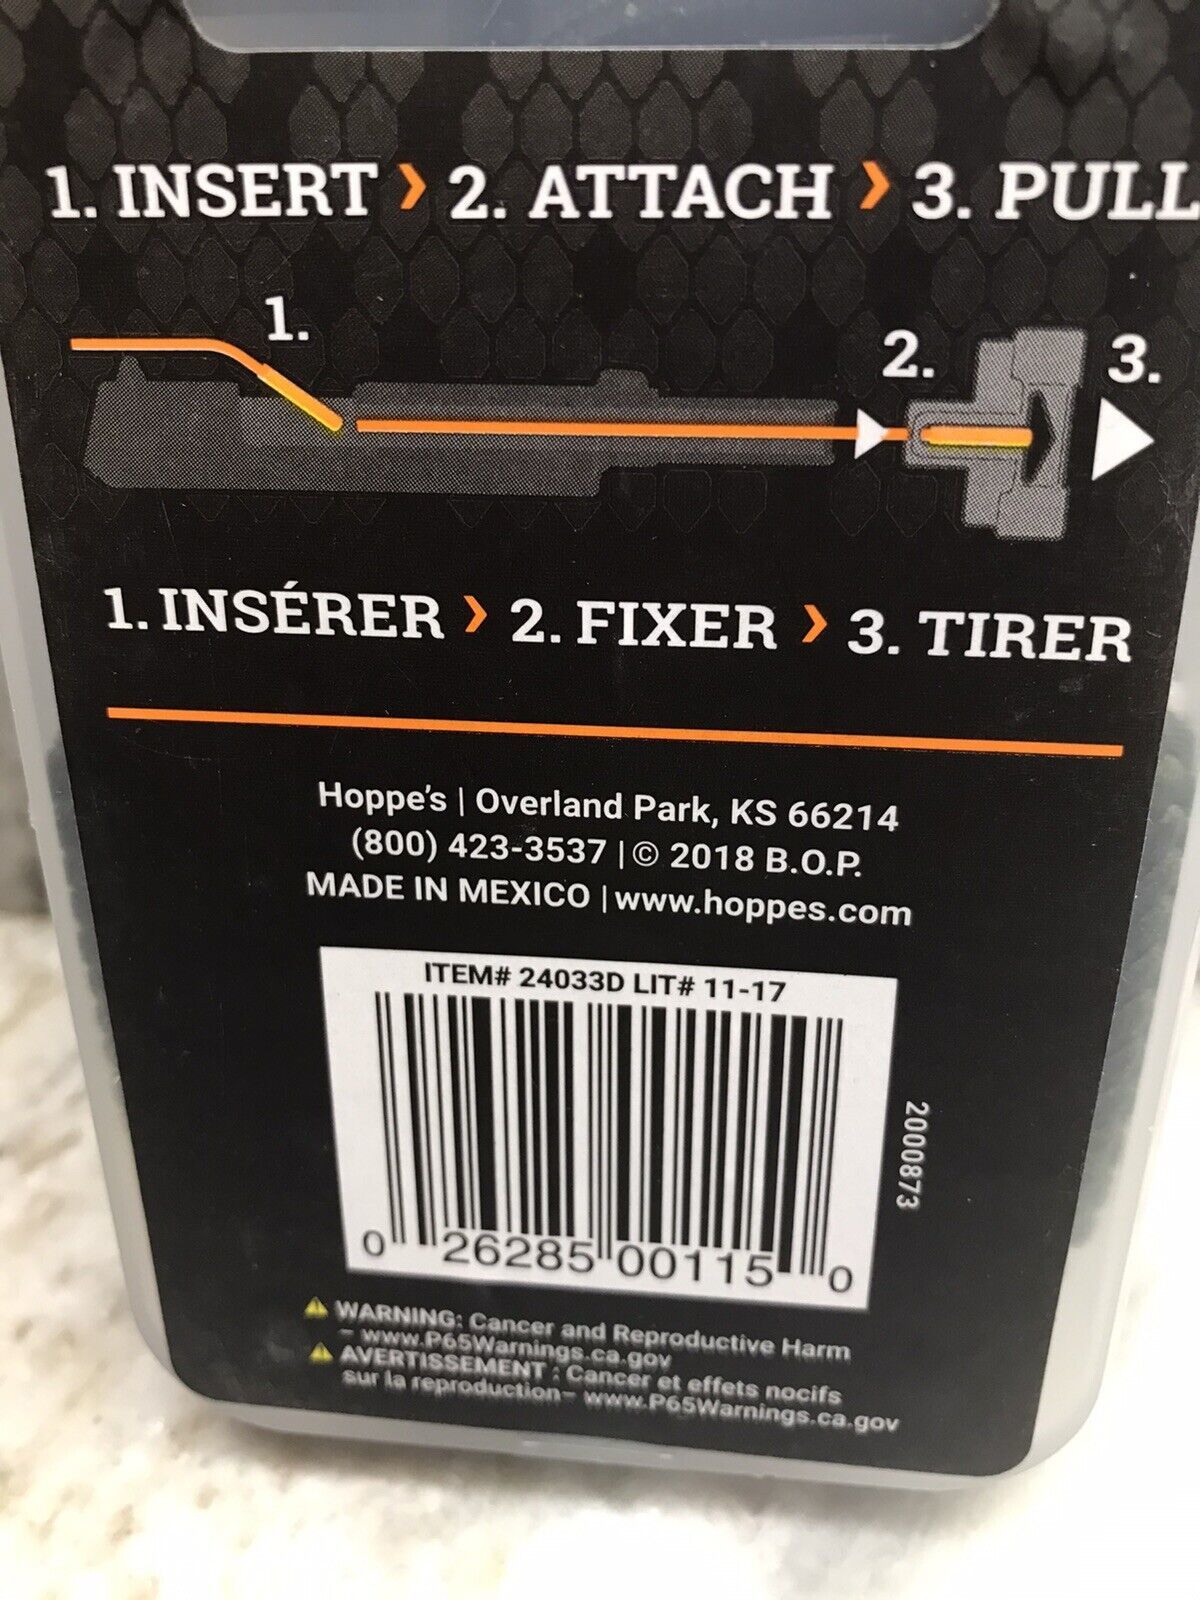 1. INSERT › 2. ATTACH › 3. PULL
1.
2.
3.
1. INSÉRER › 2. FIXER › 3. TIRER
Hoppe's | Overland Park, KS 66214
(800) 423-3537 | © 2018 B.O.P.
MADE IN MEXICO | www.hoppes.com
ITEM# 24033D LIT# 11-17
0 26285 00115 0
2000873
WARNING: Cancer and Reproductive Harm
– www.P65Warnings.ca.gov
AVERTISSEMENT : Cancer et effets nocifs
sur la reproduction– www.P65Warnings.ca.gov